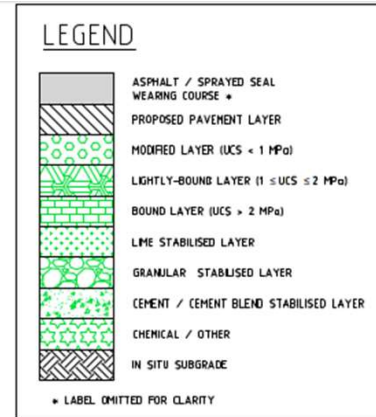 LEGEND
ASPHALT / SPRAYED SEAL
WEARING COURSE *
PROPOSED PAVEMENT LAYER
MODIFIED LAYER (UCS < 1 MPa)
LIGHTLY-BOUND LAYER (1 ≤ UCS ≤ 2 MPa)
BOUND LAYER (UCS > 2 MPa)
LIME STABILISED LAYER
GRANULAR STABILISED LAYER
CEMENT / CEMENT BLEND STABILISED LAYER
CHEMICAL / OTHER
IN SITU SUBGRADE
* LABEL OMITTED FOR CLARITY